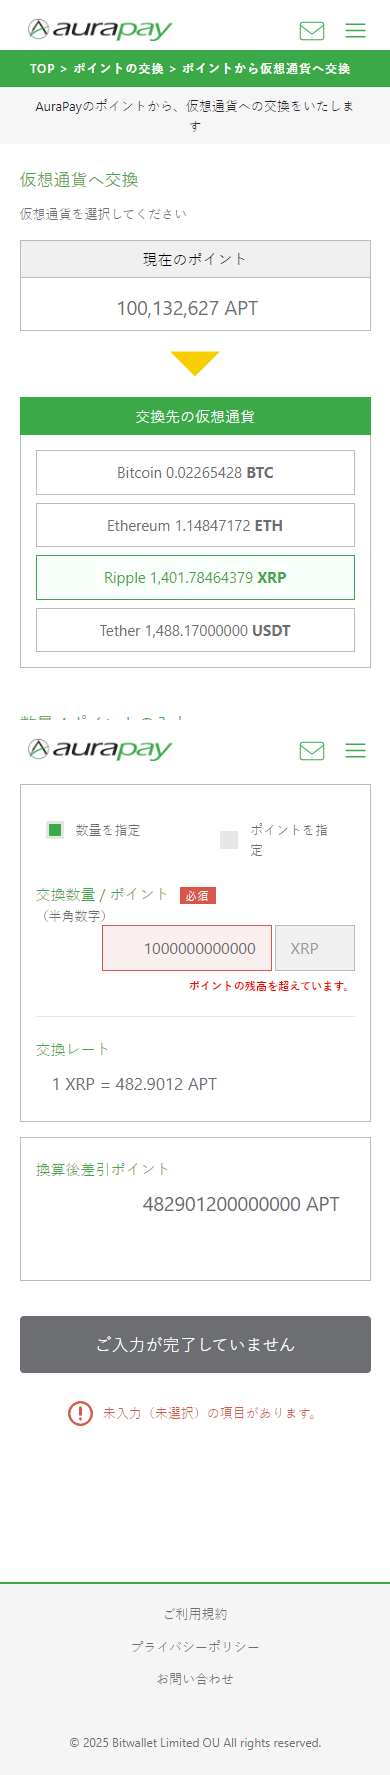 aurapay
TOP > ポイントの交換 > ポイントから仮想通貨へ交換
AuraPayのポイントから、仮想通貨への交換をいたしま
す
仮想通貨へ交換
仮想通貨を選択してください
現在のポイント
100,132,627 APT
交換先の仮想通貨
Bitcoin 0.02265428 BTC
Ethereum 1.14847172 ETH
Ripple 1,401.78464379 XRP
Tether 1,488.17000000 USDT
aurapay
数量を指定
ポイントを指
定
交換数量 / ポイント 必須
（半角数字）
1000000000000 XRP
ポイントの残高を超えています。
交換レート
1 XRP = 482.9012 APT
換算後差引ポイント
482901200000000 APT
ご入力が完了していません
未入力（未選択）の項目があります。
ご利用規約
プライバシーポリシー
お問い合わせ
© 2025 Bitwallet Limited OU All rights reserved.